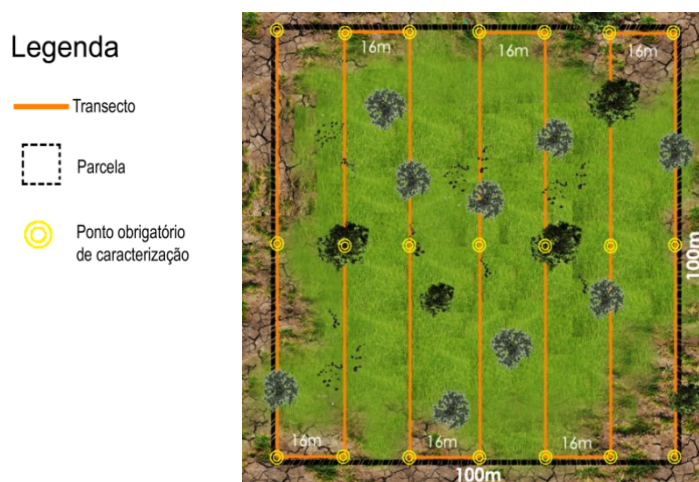 Legenda
Transecto
Parcela
Ponto obrigatório
de caracterização
16m
16m
16m
100m
16m
16m
16m
100m